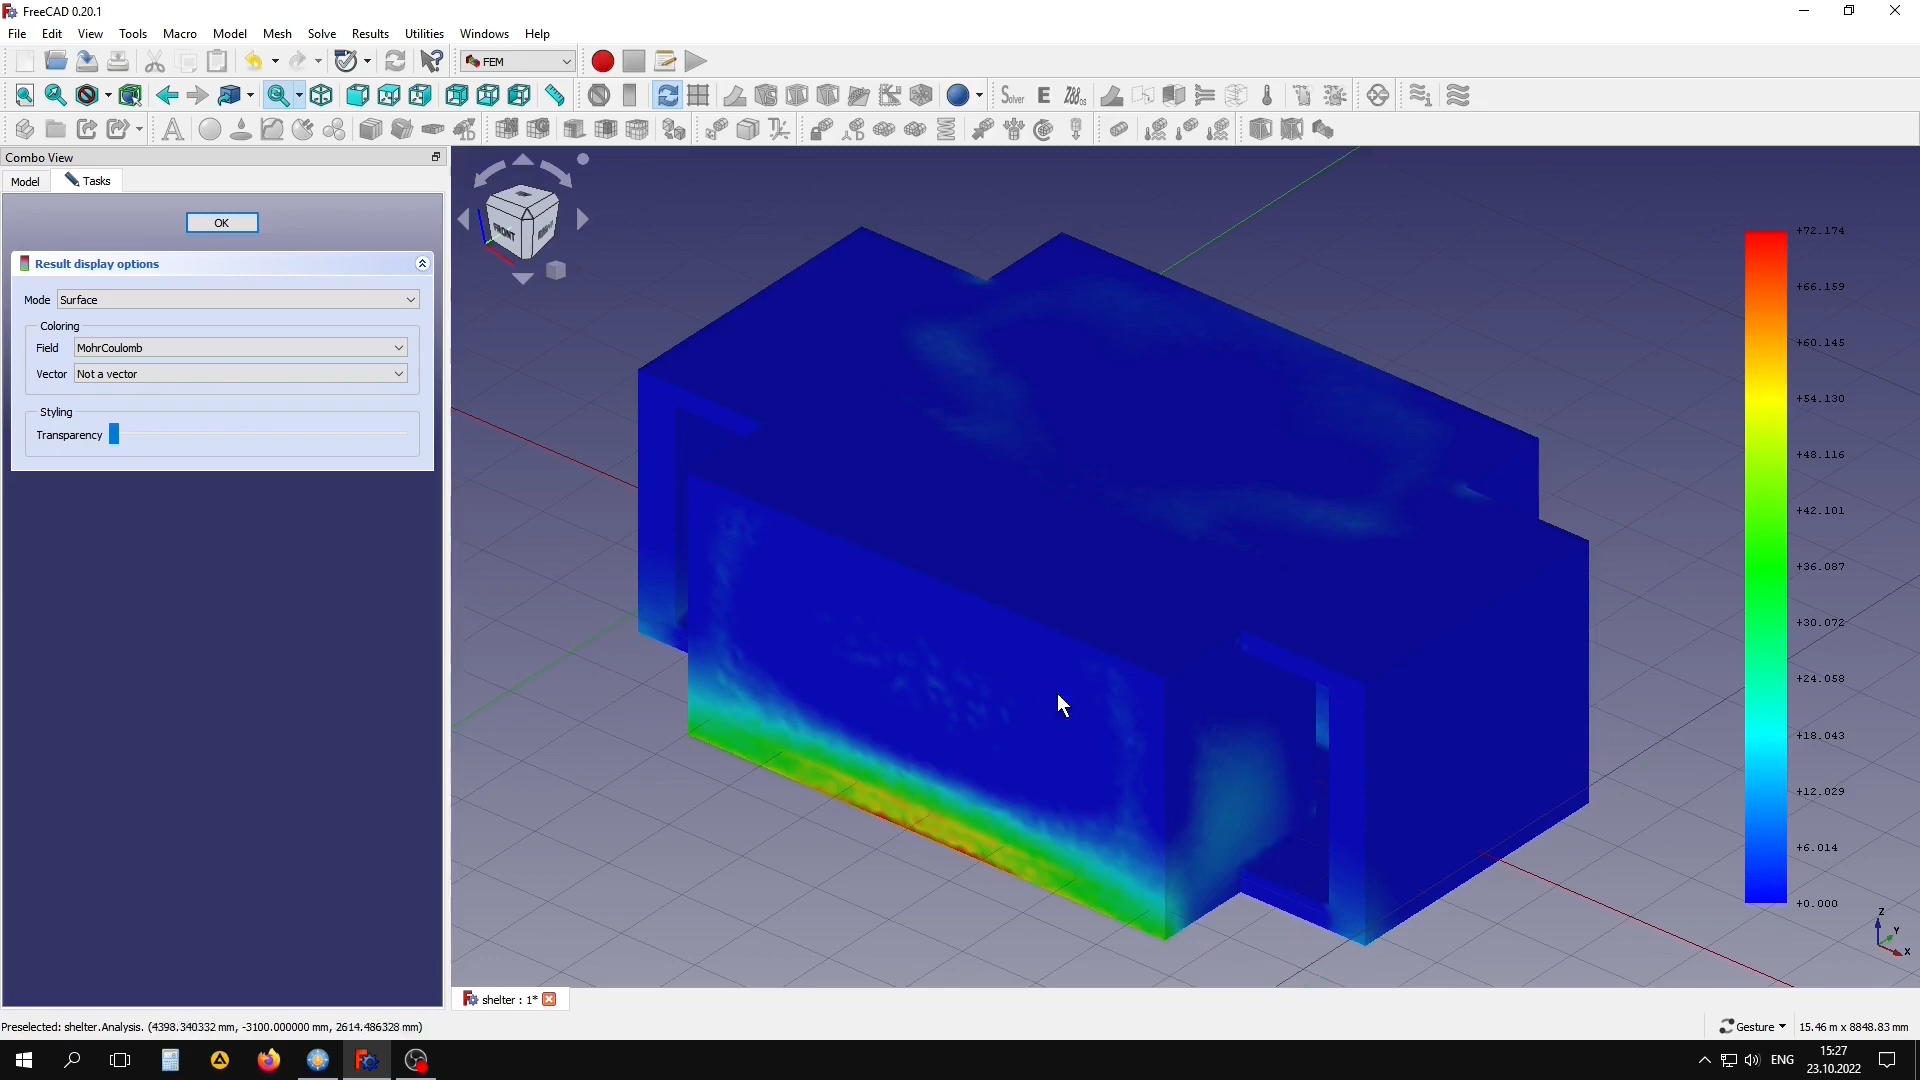 FreeCAD 0.20.1
File Edit View Tools Macro Model Mesh Solve Results Utilities Windows Help
FEM
Solver E Z88os
Combo View
Model Tasks
OK
Result display options
Mode Surface
Coloring
Field MohrCoulomb
Vector Not a vector
Styling
Transparency
FRONT
+72.174
+66.159
+60.145
+54.130
+48.116
+42.101
+36.087
+30.072
+24.058
+18.043
+12.029
+6.014
+0.000
Z
Y
X
shelter : 1*
Preselected: shelter.Analysis. (4398.340332 mm, -3100.000000 mm, 2614.486328 mm)
Gesture 15.46 m x 8848.83 mm
ENG
15:27
23.10.2022